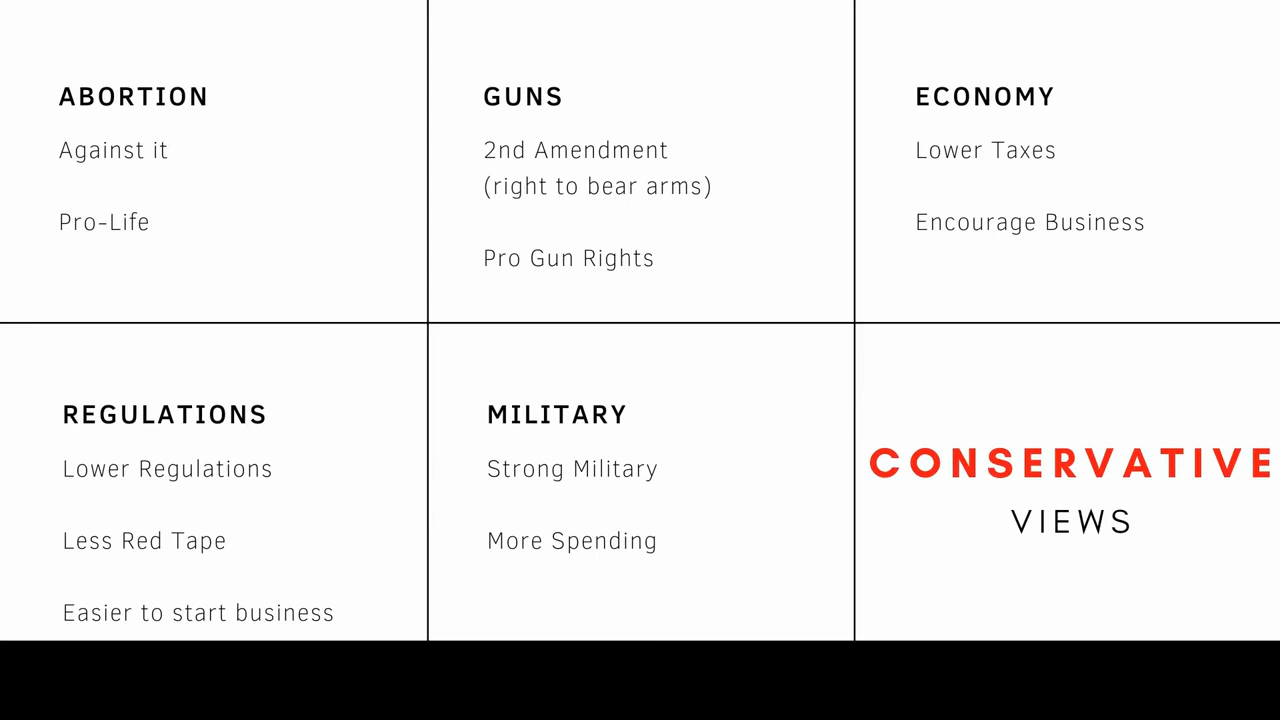 ABORTION
Against it
Pro-Life
GUNS
2nd Amendment
(right to bear arms)
Pro Gun Rights
ECONOMY
Lower Taxes
Encourage Business
REGULATIONS
Lower Regulations
Less Red Tape
Easier to start business
MILITARY
Strong Military
More Spending
CONSERVATIVE
VIEWS